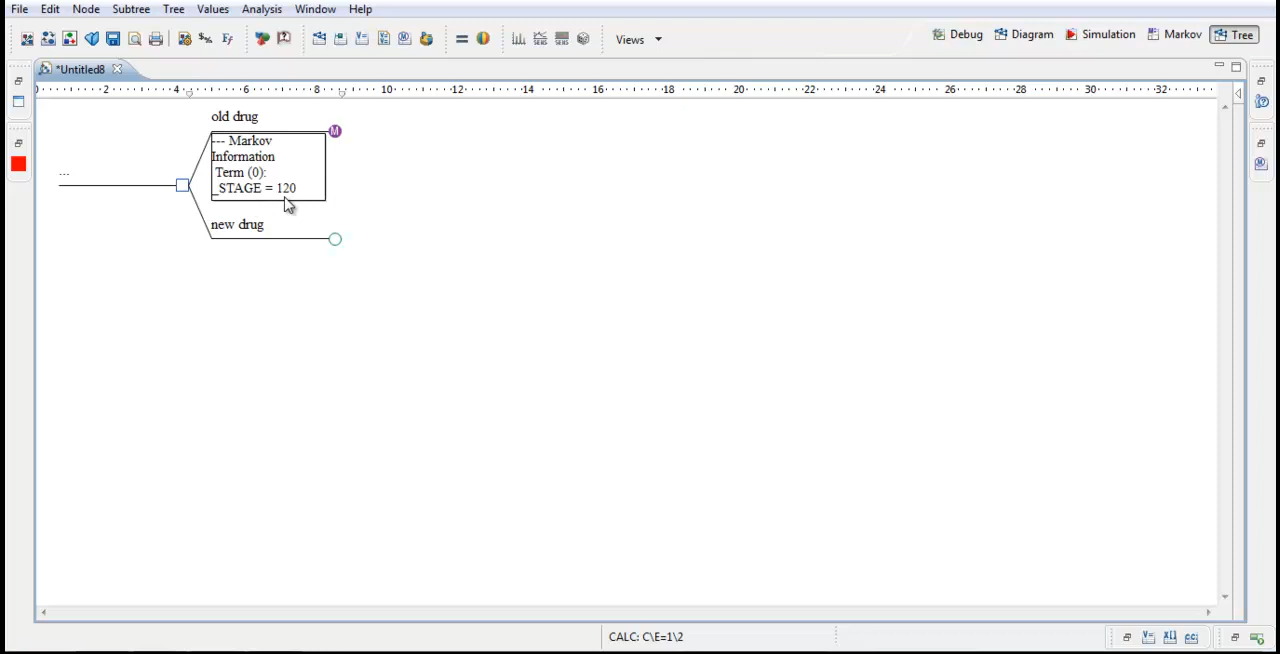 File Edit Node Subtree Tree Values Analysis Window Help
Views Debug Diagram Simulation Markov Tree
*Untitled8
0 2 4 6 8 10 12 14 16 18 20 22 24 26 28 30 32
old drug
M
--- Markov
Information
Term (0):
_STAGE = 120
...
new drug
CALC: C\E=1\2